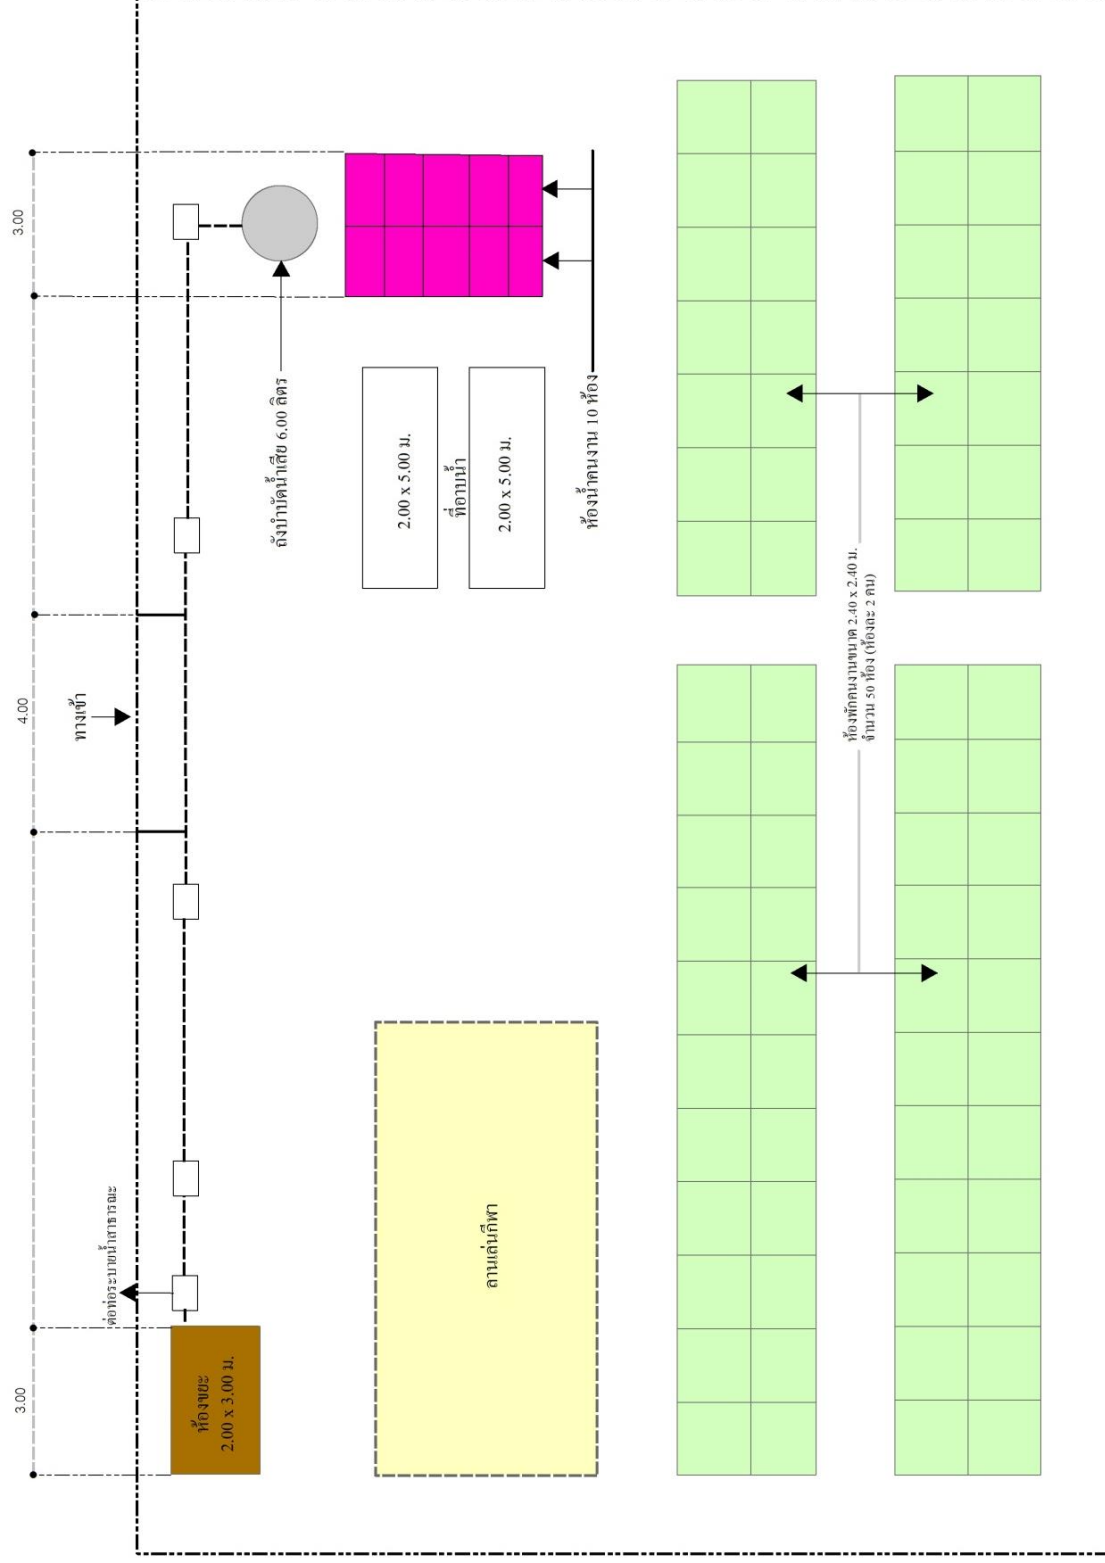 3.00
4.00
3.00
ต่อท่อระบายน้ำสาธารณะ
ทางเข้า
ห้องขยะ
2.00 x 3.00 ม.
ถังบำบัดน้ำเสีย 6.00 ลิตร
2.00 x 5.00 ม.
ที่อาบน้ำ
2.00 x 5.00 ม.
ลานเล่นกีฬา
ห้องน้ำคนงาน 10 ห้อง
ห้องพักคนงานขนาด 2.40 x 2.40 ม.
จำนวน 50 ห้อง (ห้องละ 2 คน)